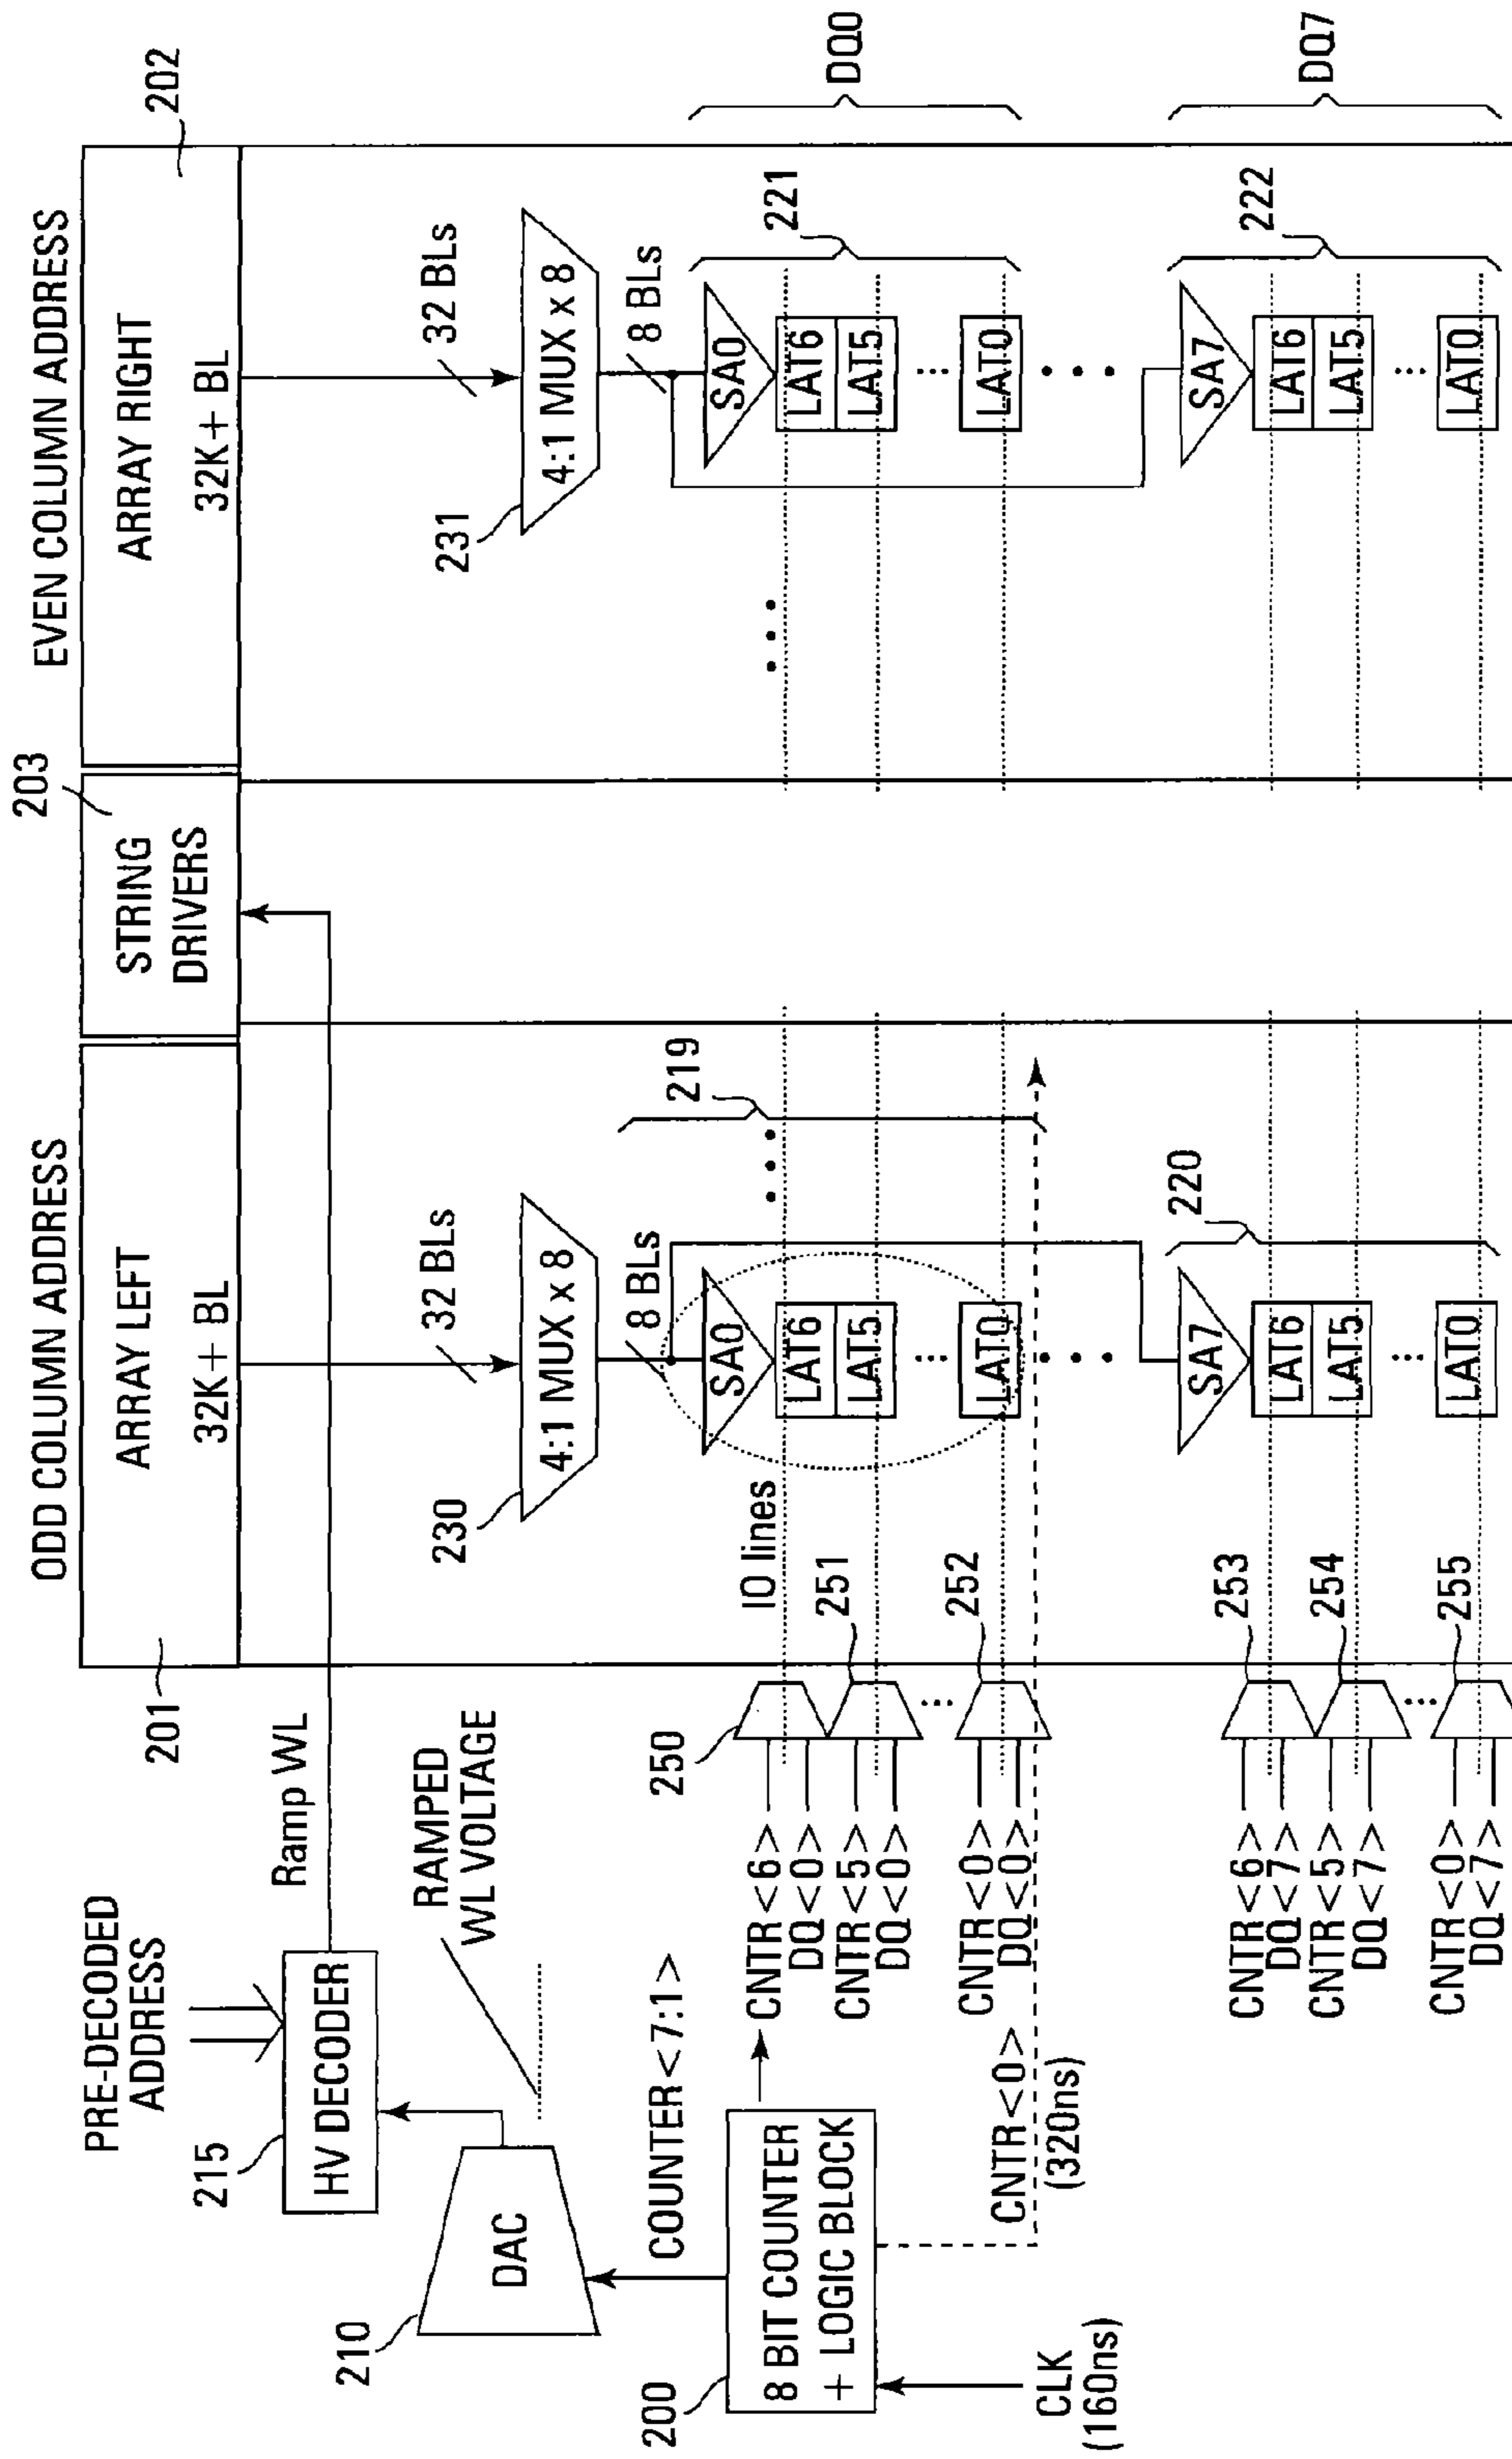 ODD COLUMN ADDRESS
EVEN COLUMN ADDRESS
203
202
201
ARRAY LEFT
32K+ BL
STRING
DRIVERS
ARRAY RIGHT
32K+ BL
PRE-DECODED
ADDRESS
Ramp WL
215
HV DECODER
RAMPED
WL VOLTAGE
210
DAC
COUNTER<7:1>
200
8 BIT COUNTER
+ LOGIC BLOCK
CLK
(160ns)
CNTR<0>
(320ns)
32 BLs
230
4:1 MUX x 8
8 BLs
32 BLs
231
4:1 MUX x 8
8 BLs
IO lines
250
251
252
CNTR<6>
DQ<0>
CNTR<5>
DQ<0>
...
CNTR<0>
DQ<0>
SA0
LAT6
LAT5
...
LAT0
219
SA0
LAT6
LAT5
...
LAT0
221
DQ0
253
254
255
CNTR<6>
DQ<7>
CNTR<5>
DQ<7>
...
CNTR<0>
DQ<7>
SA7
LAT6
LAT5
...
LAT0
220
SA7
LAT6
LAT5
...
LAT0
222
DQ7